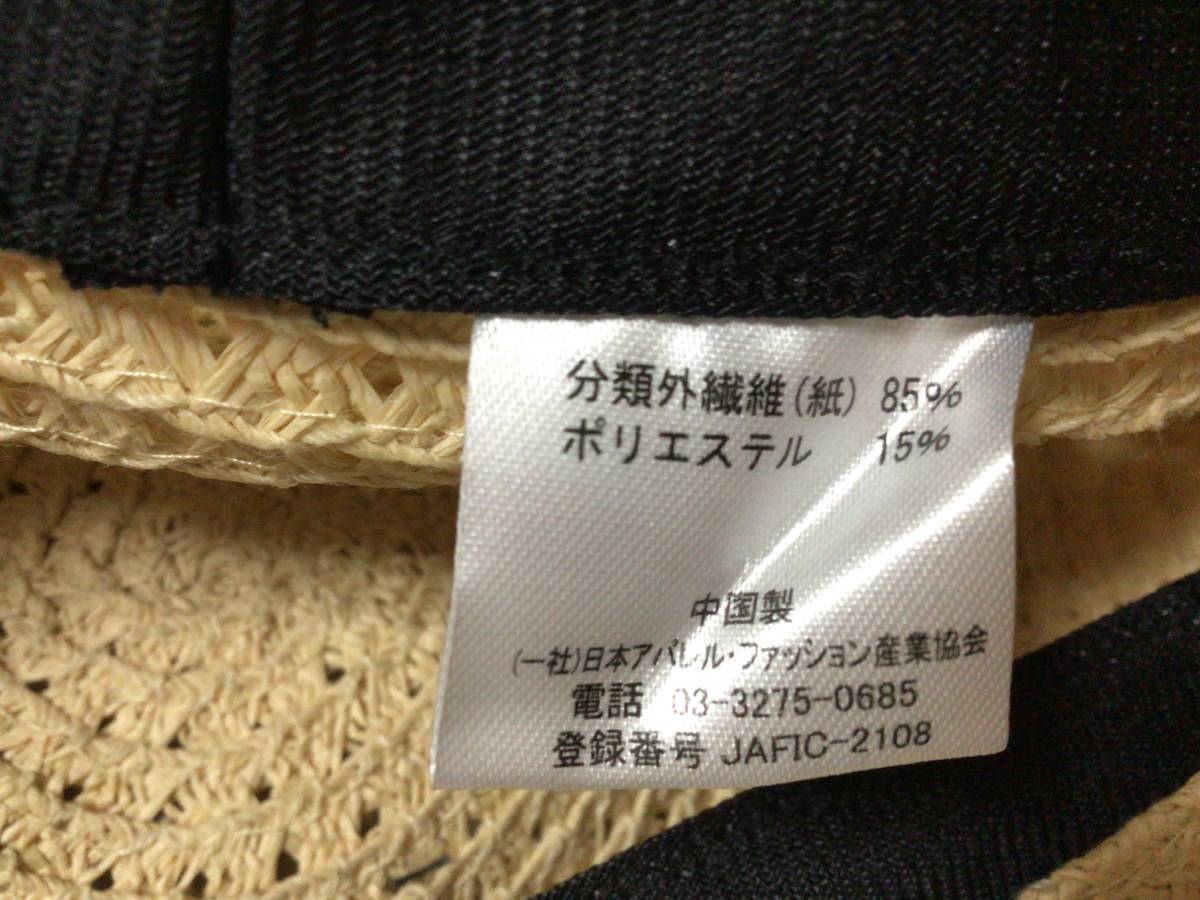 分類外繊維(紙) 85%
ポリエステル 15%
中国製
(一社)日本アパレル・ファッション産業協会
電話 03-3275-0685
登録番号 JAFIC-2108